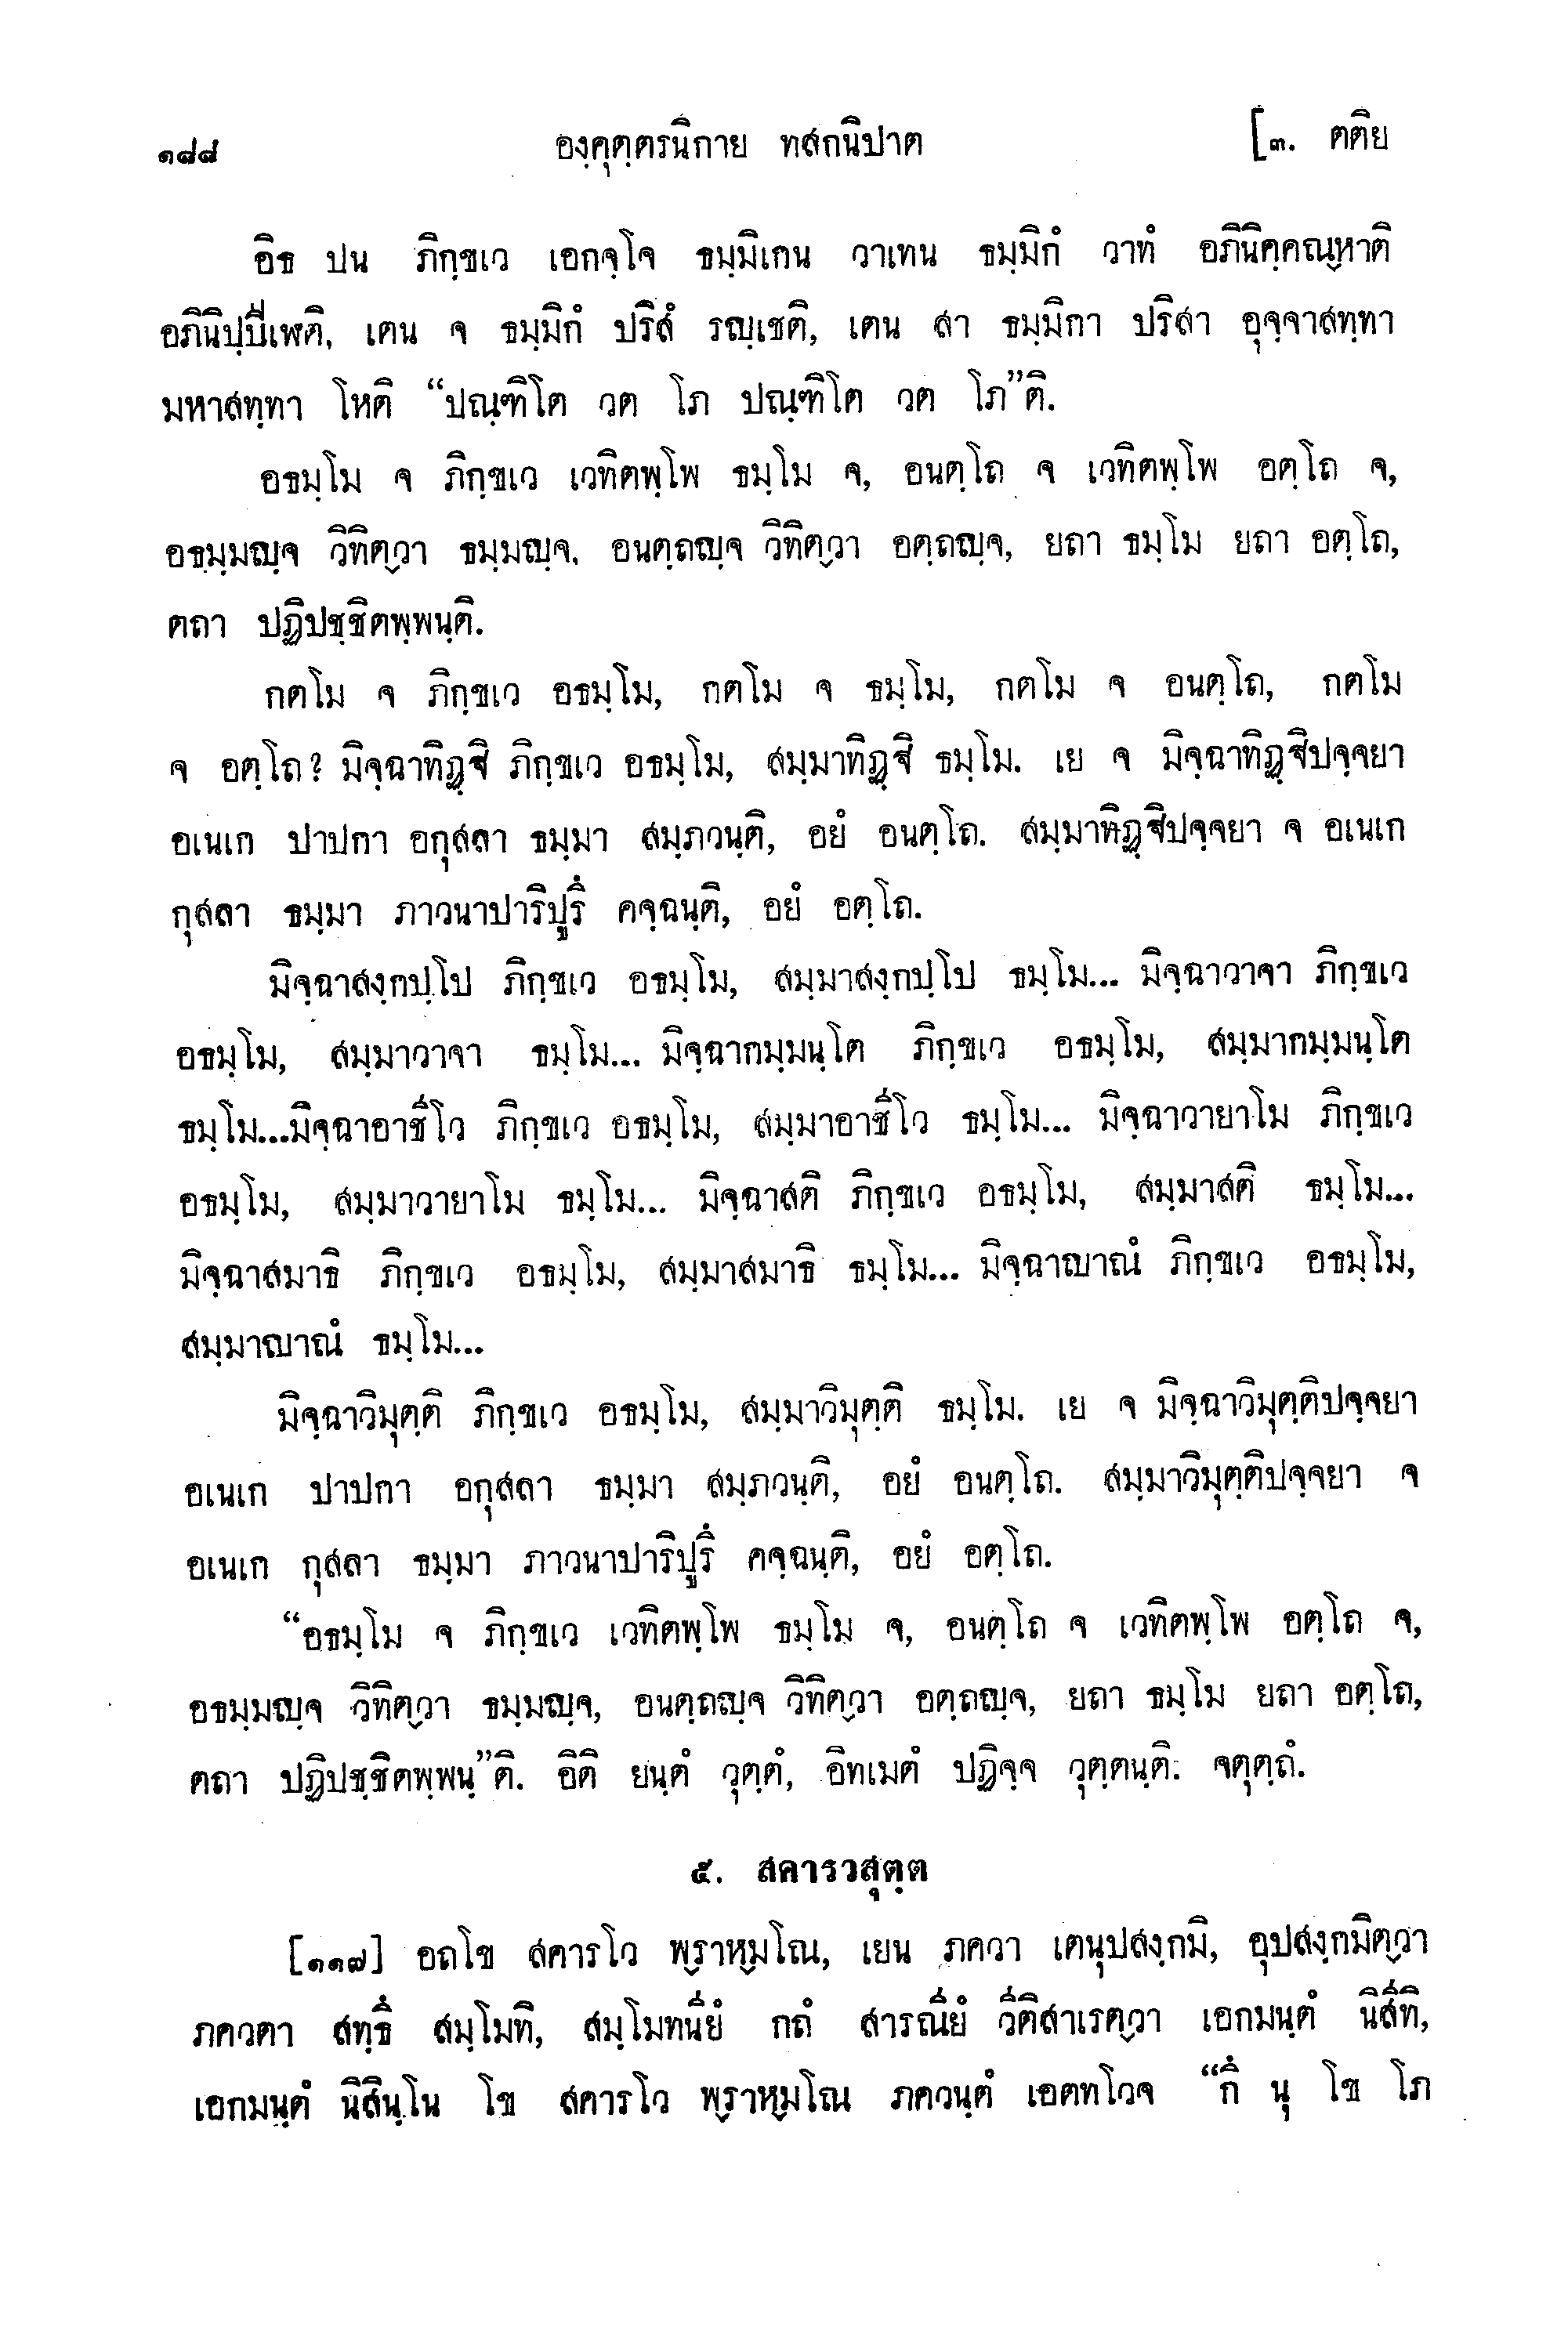 ๑๘๘ องฺคุตฺตรนิกาย ทสกนิปาต [๓. ตติย
อิธ ปน ภิกฺขเว เอกจฺโจ ธมฺมิเกน วาเทน ธมฺมิกํ วาทํ อภินิคฺคณฺหาติ
อภินิปฺปีเฬติ, เตน จ ธมฺมิกํ ปริสํ รญฺเชติ, เตน สา ธมฺมิกา ปริสา อุจฺจาสทฺทา
มหาสทฺทา โหติ “ปณฺฑิโต วต โภ ปณฺฑิโต วต โภ”ติ.
อธมฺโม จ ภิกฺขเว เวทิตพฺโพ ธมฺโม จ, อนตฺโถ จ เวทิตพฺโพ อตฺโถ จ,
อธมฺมญฺจ วิทิตฺวา ธมฺมญฺจ, อนตฺถญฺจ วิทิตฺวา อตฺถญฺจ, ยถา ธมฺโม ยถา อตฺโถ,
ตถา ปฏิปชฺชิตพฺพนฺติ.
กตโม จ ภิกฺขเว อธมฺโม, กตโม จ ธมฺโม, กตโม จ อนตฺโถ, กตโม
จ อตฺโถ? มิจฺฉาทิฏฺฐิ ภิกฺขเว อธมฺโม, สมฺมาทิฏฺฐิ ธมฺโม. เย จ มิจฺฉาทิฏฺฐิปจฺจยา
อเนเก ปาปกา อกุสลา ธมฺมา สมฺภวนฺติ, อยํ อนตฺโถ. สมฺมาทิฏฺฐิปจฺจยา จ อเนเก
กุสลา ธมฺมา ภาวนาปาริปูริํ คจฺฉนฺติ, อยํ อตฺโถ.
มิจฺฉาสงฺกปฺโป ภิกฺขเว อธมฺโม, สมฺมาสงฺกปฺโป ธมฺโม... มิจฺฉาวาจา ภิกฺขเว
อธมฺโม, สมฺมาวาจา ธมฺโม... มิจฺฉากมฺมนฺโต ภิกฺขเว อธมฺโม, สมฺมากมฺมนฺโต
ธมฺโม...มิจฺฉาอาชีโว ภิกฺขเว อธมฺโม, สมฺมาอาชีโว ธมฺโม... มิจฺฉาวายาโม ภิกฺขเว
อธมฺโม, สมฺมาวายาโม ธมฺโม... มิจฺฉาสติ ภิกฺขเว อธมฺโม, สมฺมาสติ ธมฺโม...
มิจฺฉาสมาธิ ภิกฺขเว อธมฺโม, สมฺมาสมาธิ ธมฺโม... มิจฺฉาญาณํ ภิกฺขเว อธมฺโม,
สมฺมาญาณํ ธมฺโม...
มิจฺฉาวิมุตฺติ ภิกฺขเว อธมฺโม, สมฺมาวิมุตฺติ ธมฺโม. เย จ มิจฺฉาวิมุตฺติปจฺจยา
อเนเก ปาปกา อกุสลา ธมฺมา สมฺภวนฺติ, อยํ อนตฺโถ. สมฺมาวิมุตฺติปจฺจยา จ
อเนเก กุสลา ธมฺมา ภาวนาปาริปูริํ คจฺฉนฺติ, อยํ อตฺโถ.
“อธมฺโม จ ภิกฺขเว เวทิตพฺโพ ธมฺโม จ, อนตฺโถ จ เวทิตพฺโพ อตฺโถ จ,
อธมฺมญฺจ วิทิตฺวา ธมฺมญฺจ, อนตฺถญฺจ วิทิตฺวา อตฺถญฺจ, ยถา ธมฺโม ยถา อตฺโถ,
ตถา ปฏิปชฺชิตพฺพนฺ”ติ. อิติ ยนฺตํ วุตฺตํ, อิทเมตํ ปฏิจฺจ วุตฺตนฺติ. จตุตฺถํ.
๕. สคารวสุตฺต
[๑๑๗] อถโข สคารโว พฺราหฺมโณ, เยน ภควา เตนุปสงฺกมิ, อุปสงฺกมิตฺวา
ภควตา สทฺธิํ สมฺโมทิ, สมฺโมทนียํ กถํ สารณียํ วีติสาเรตฺวา เอกมนฺตํ นิสีทิ,
เอกมนฺตํ นิสินฺโน โข สคารโว พฺราหฺมโณ ภควนฺตํ เอตทโวจ “กิํ นุ โข โภ